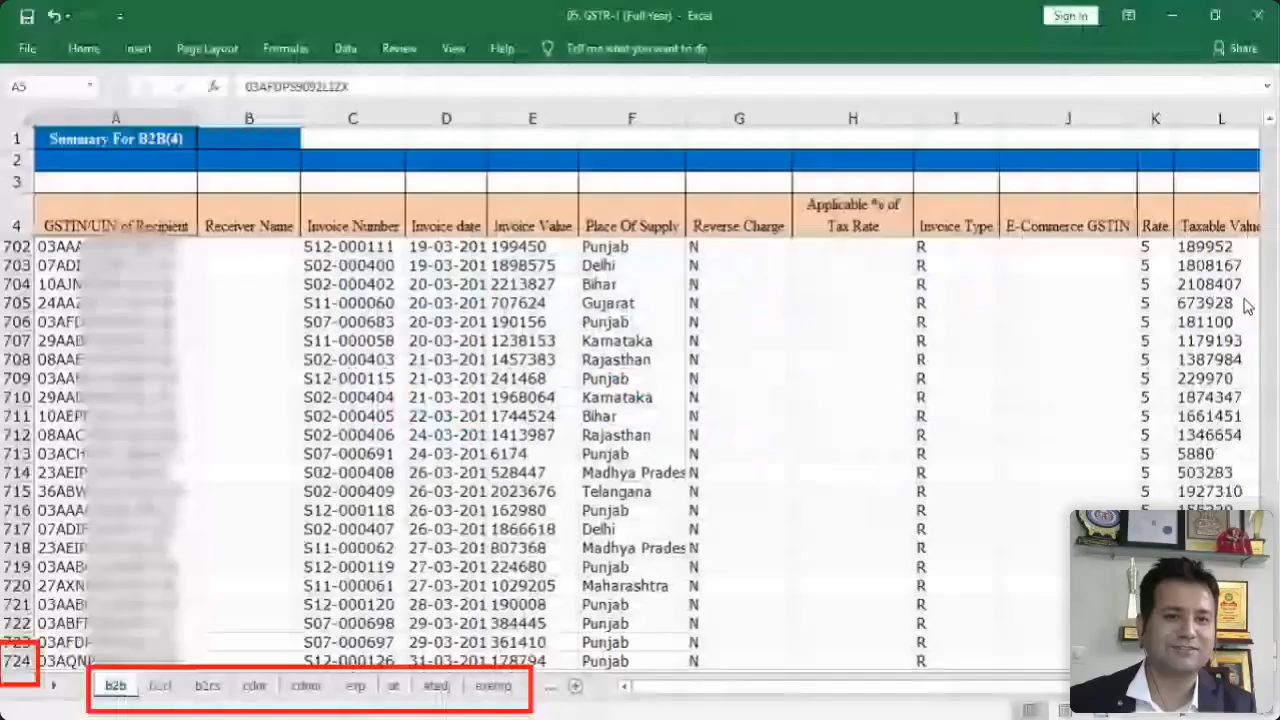 05. GSTR-1 (Full Year) - Excel Sign in
File Home Insert Page Layout Formulas Data Review View Help Tell me what you want to do Share
A5 fx
A B C D E F G H I J K L
1 Summary For B2B(4)
2
3
4 GSTIN/UIN of Recipient Receiver Name Invoice Number Invoice date Invoice Value Place Of Supply Reverse Charge Applicable % of Tax Rate Invoice Type E-Commerce GSTIN Rate Taxable Value
702 03AAA S12-000111 19-03-201 199450 Punjab N R 5 189952
703 07ADI S02-000400 19-03-201 1898575 Delhi N R 5 1808167
704 10AJN S02-000402 20-03-201 2213827 Bihar N R 5 2108407
705 24AAZ S11-000060 20-03-201 707624 Gujarat N R 5 673928
706 03AFD S07-000683 20-03-201 190156 Punjab N R 5 181100
707 29AAB S11-000058 20-03-201 1238153 Karnataka N R 5 1179193
708 08AAE S02-000403 21-03-201 1457383 Rajasthan N R 5 1387984
709 03AAN S12-000115 21-03-201 241468 Punjab N R 5 229970
710 29AAD S02-000404 21-03-201 1968064 Karnataka N R 5 1874347
711 10AEP S02-000405 22-03-201 1744524 Bihar N R 5 1661451
712 08AAC S02-000406 24-03-201 1413987 Rajasthan N R 5 1346654
713 03ACH S07-000691 24-03-201 6174 Punjab N R 5 5880
714 23AEIP S02-000408 26-03-201 528447 Madhya Prades N R 5 503283
715 36ABW S02-000409 26-03-201 2023676 Telangana N R 5 1927310
716 03AAA S12-000118 26-03-201 162980 Punjab N R 5
717 07ADI S02-000407 26-03-201 1866618 Delhi N R
718 23AEIP S11-000062 27-03-201 807368 Madhya Prades N R
719 03AAB S12-000119 27-03-201 224680 Punjab N R
720 27AXN S11-000061 27-03-201 1029205 Maharashtra N R
721 03AAB S12-000120 28-03-201 190008 Punjab N R
722 03ABF S07-000698 29-03-201 384445 Punjab N R
723 03AFD S07-000697 29-03-201 361410 Punjab N R
724 03AQN S12-000126 31-03-201 178794 Punjab N R
b2b b2cl b2cs cdnr cdnur exp at atadj exemp ...